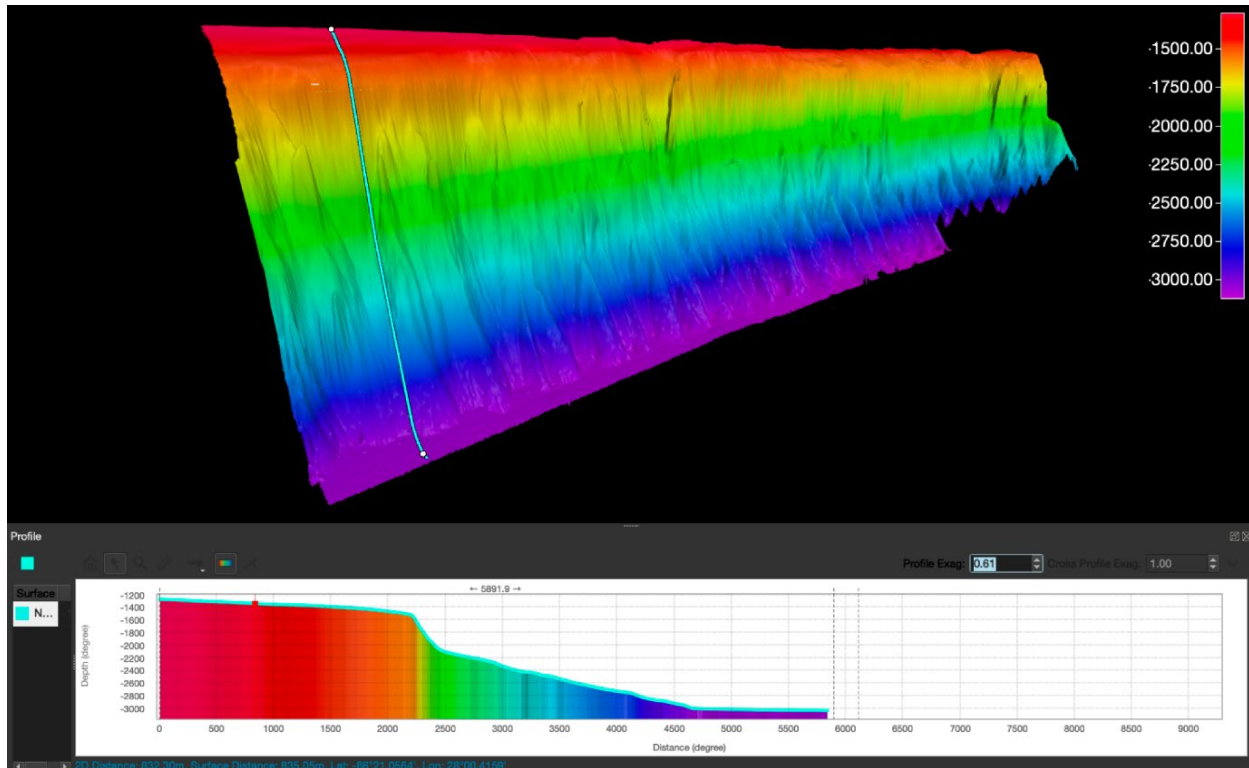 -1500.00
-1750.00
-2000.00
-2250.00
-2500.00
-2750.00
-3000.00
Profile
Profile Exag: 0.61 Cross Profile Exag: 1.00
Surface
N...
← 5891.9 →
-1200
-1400
-1600
-1800
-2000
-2200
-2400
-2600
-2800
-3000
Depth (degree)
0 500 1000 1500 2000 2500 3000 3500 4000 4500 5000 5500 6000 6500 7000 7500 8000 8500 9000
Distance (degree)
2D Distance: 832.30m, Surface Distance: 835.05m, Lat: -86°21.0564', Lon: 28°00.4159'